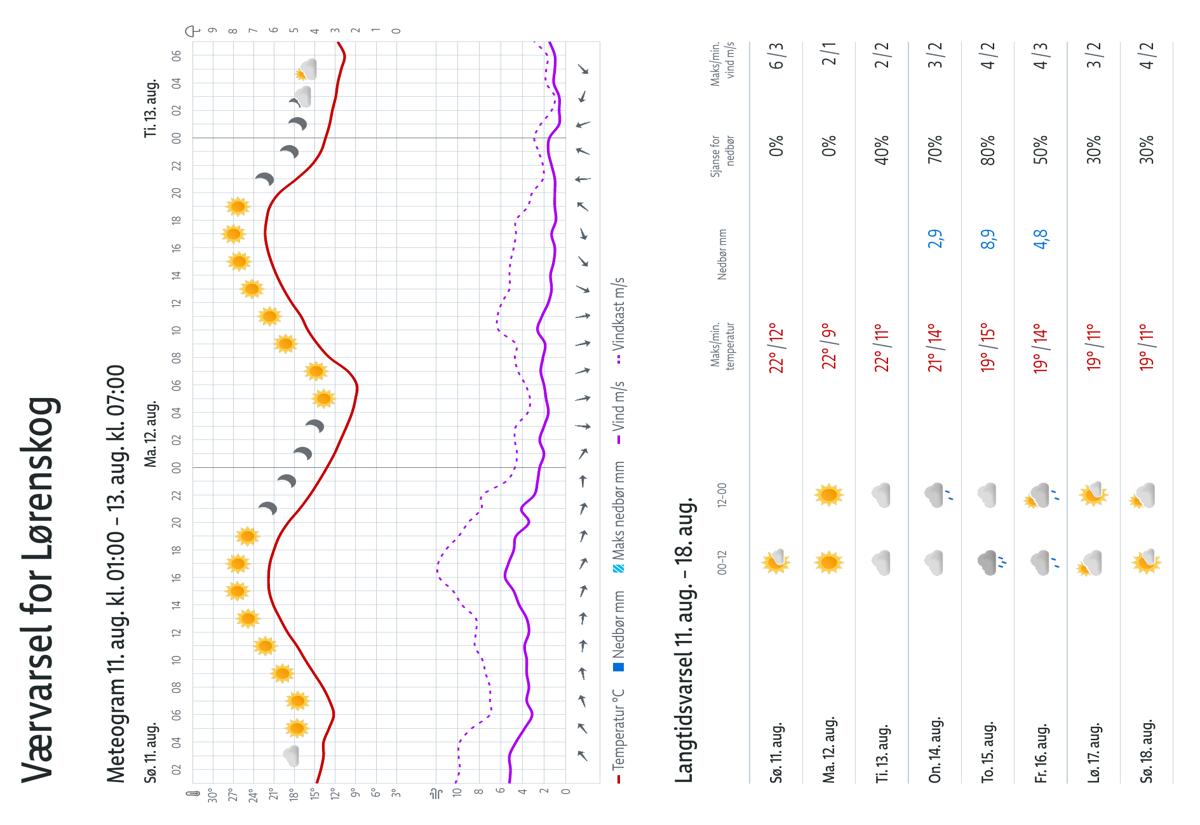 Værvarsel for Lørenskog
Meteogram 11. aug. kl. 01:00 – 13. aug. kl. 07:00
Sø. 11. aug. Ma. 12. aug. Ti. 13. aug.
02 04 06 08 10 12 14 16 18 20 22 00 02 04 06 08 10 12 14 16 18 20 22 00 02 04 06
30° 9
27° 8
24° 7
21° 6
18° 5
15° 4
12° 3
9° 2
6° 1
3° 0
10
8
6
4
2
0
Temperatur °C Nedbør mm Maks nedbør mm Vind m/s Vindkast m/s
Langtidsvarsel 11. aug. – 18. aug.
00–12 12–00 Maks/min. temperatur Nedbør mm Sjanse for nedbør Maks/min. vind m/s
Sø. 11. aug. 22° / 12° 0% 6 / 3
Ma. 12. aug. 22° / 9° 0% 2 / 1
Ti. 13. aug. 22° / 11° 40% 2 / 2
On. 14. aug. 21° / 14° 2,9 70% 3 / 2
To. 15. aug. 19° / 15° 8,9 80% 4 / 2
Fr. 16. aug. 19° / 14° 4,8 50% 4 / 3
Lø. 17. aug. 19° / 11° 30% 3 / 2
Sø. 18. aug. 19° / 11° 30% 4 / 2